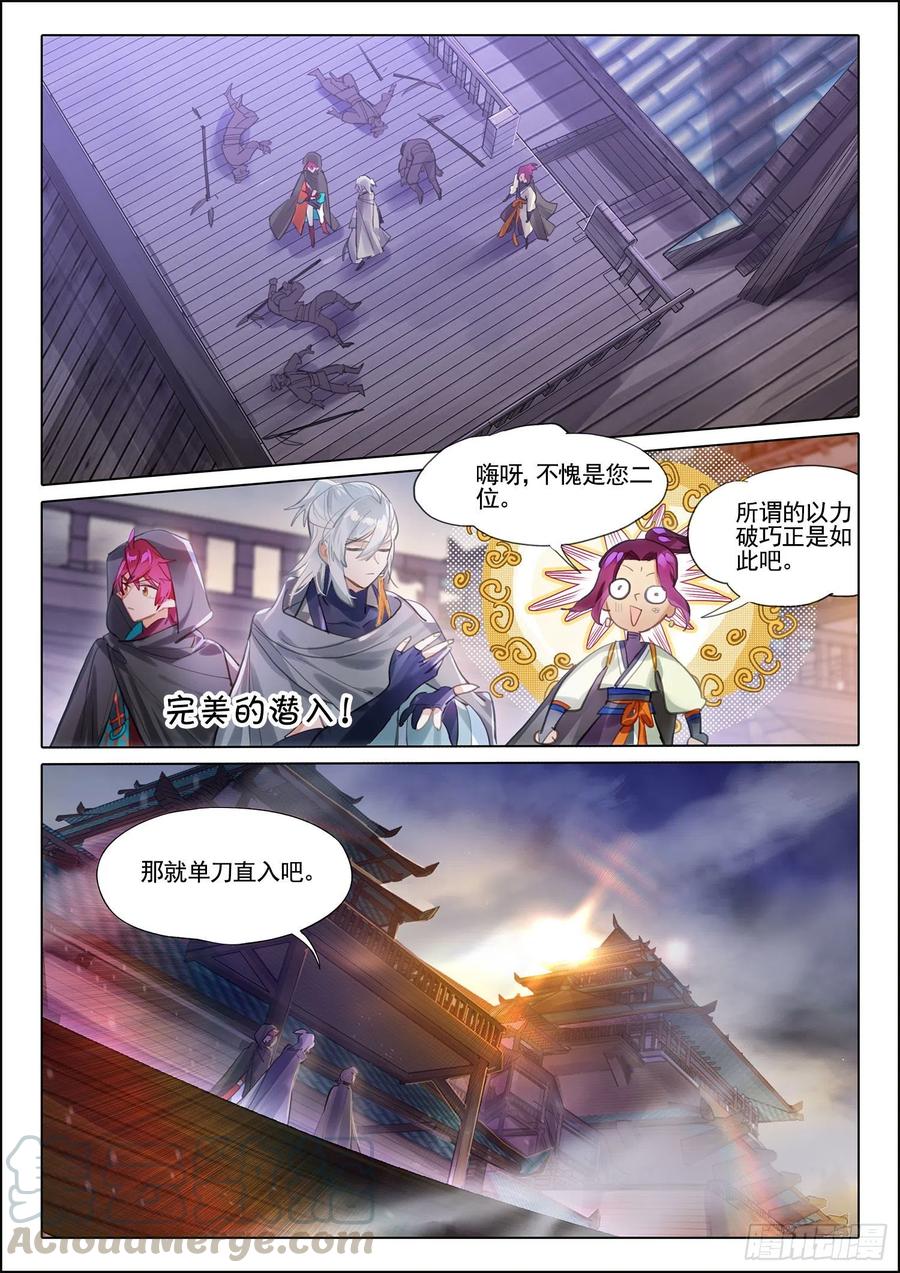 嗨呀，不愧是您二
位。
所谓的以力
破巧正是如
此吧。
完美的潜入！
那就单刀直入吧。
AcloudMerge.com
腾讯动漫